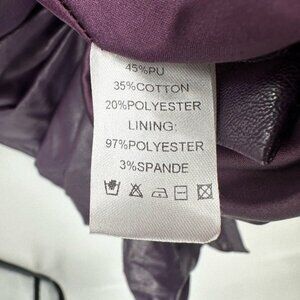 45%PU
35%COTTON
20%POLYESTER
LINING:
97%POLYESTER
3%SPANDE